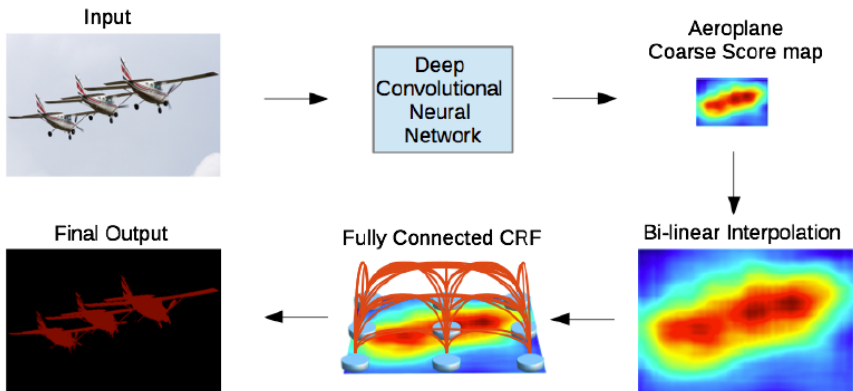 Input
Deep
Convolutional
Neural
Network
Aeroplane
Coarse Score map
Final Output
Fully Connected CRF
Bi-linear Interpolation